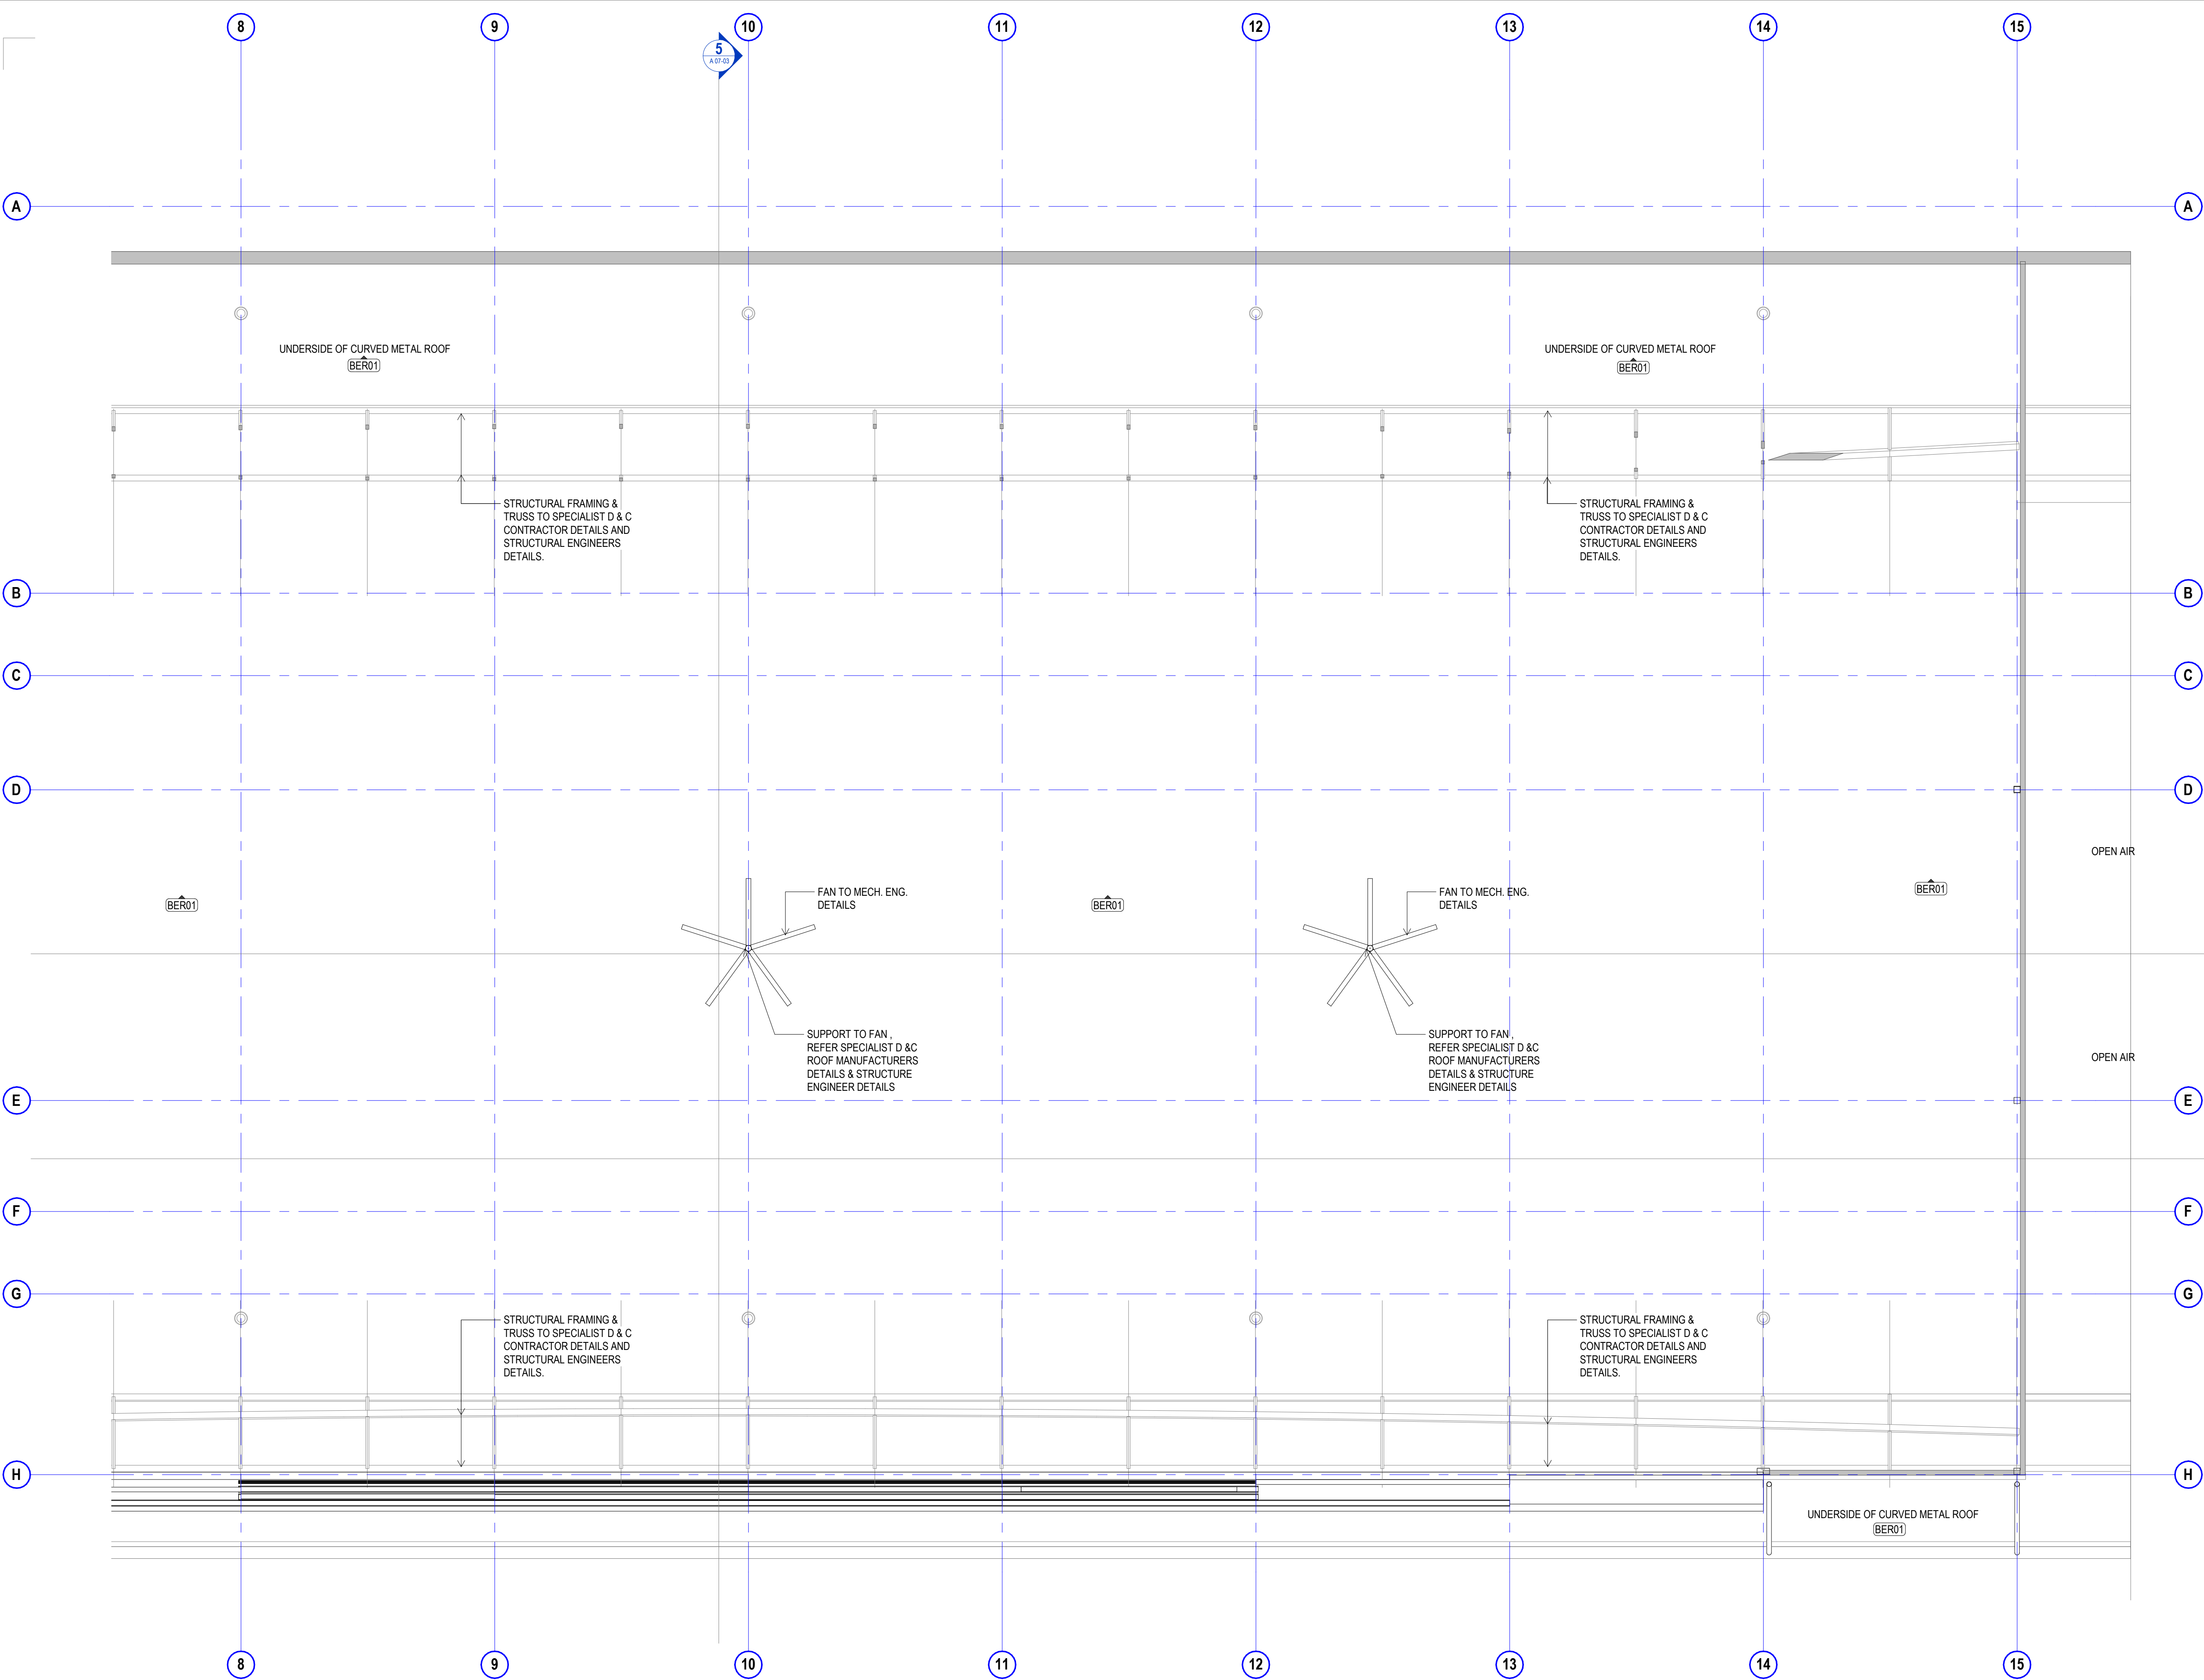 8
9
10
11
12
13
14
15
5
A 07-03
A
A
UNDERSIDE OF CURVED METAL ROOF
BER01
UNDERSIDE OF CURVED METAL ROOF
BER01
STRUCTURAL FRAMING &
TRUSS TO SPECIALIST D & C
CONTRACTOR DETAILS AND
STRUCTURAL ENGINEERS
DETAILS.
STRUCTURAL FRAMING &
TRUSS TO SPECIALIST D & C
CONTRACTOR DETAILS AND
STRUCTURAL ENGINEERS
DETAILS.
B
B
C
C
D
D
OPEN AIR
BER01
FAN TO MECH. ENG.
DETAILS
BER01
FAN TO MECH. ENG.
DETAILS
BER01
SUPPORT TO FAN ,
REFER SPECIALIST D &C
ROOF MANUFACTURERS
DETAILS & STRUCTURE
ENGINEER DETAILS
SUPPORT TO FAN ,
REFER SPECIALIST D &C
ROOF MANUFACTURERS
DETAILS & STRUCTURE
ENGINEER DETAILS
OPEN AIR
E
E
F
F
G
G
STRUCTURAL FRAMING &
TRUSS TO SPECIALIST D & C
CONTRACTOR DETAILS AND
STRUCTURAL ENGINEERS
DETAILS.
STRUCTURAL FRAMING &
TRUSS TO SPECIALIST D & C
CONTRACTOR DETAILS AND
STRUCTURAL ENGINEERS
DETAILS.
H
H
UNDERSIDE OF CURVED METAL ROOF
BER01
8
9
10
11
12
13
14
15